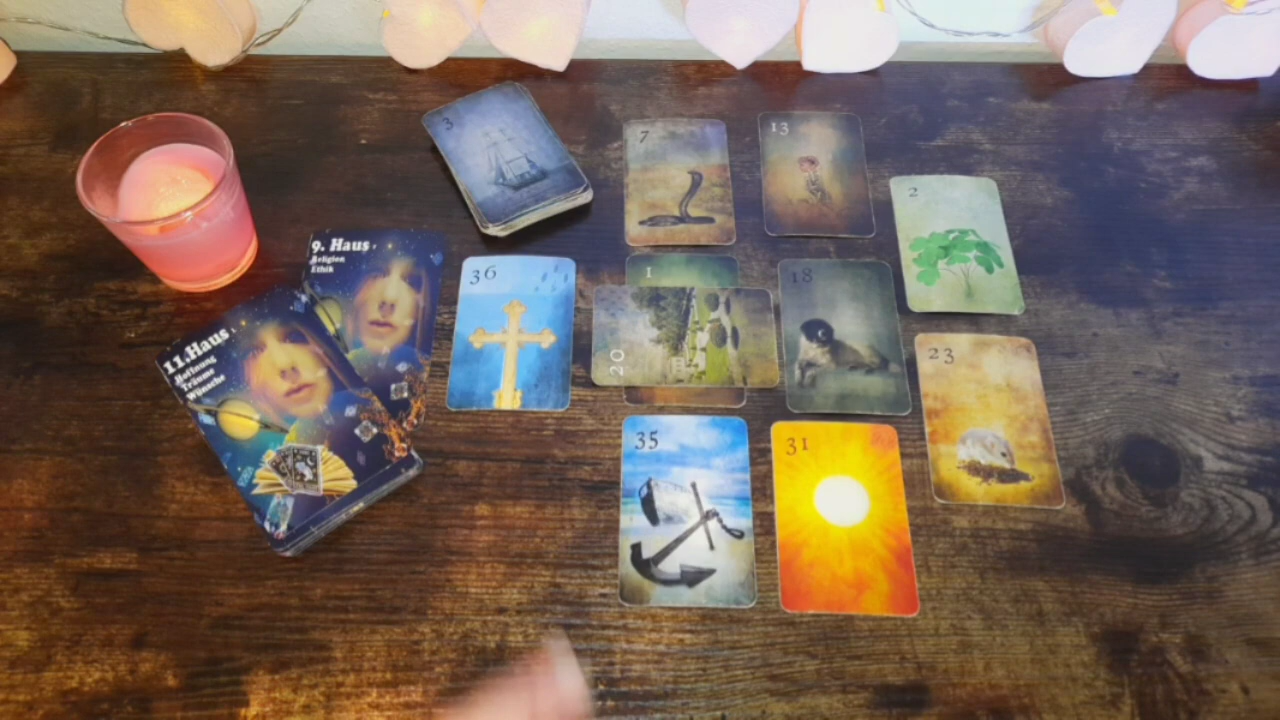 3
7
13
2
9. Haus
Religion
Ethik
36
1
18
20
11.Haus
Hoffnung
Träume
Wünsche
23
35
31